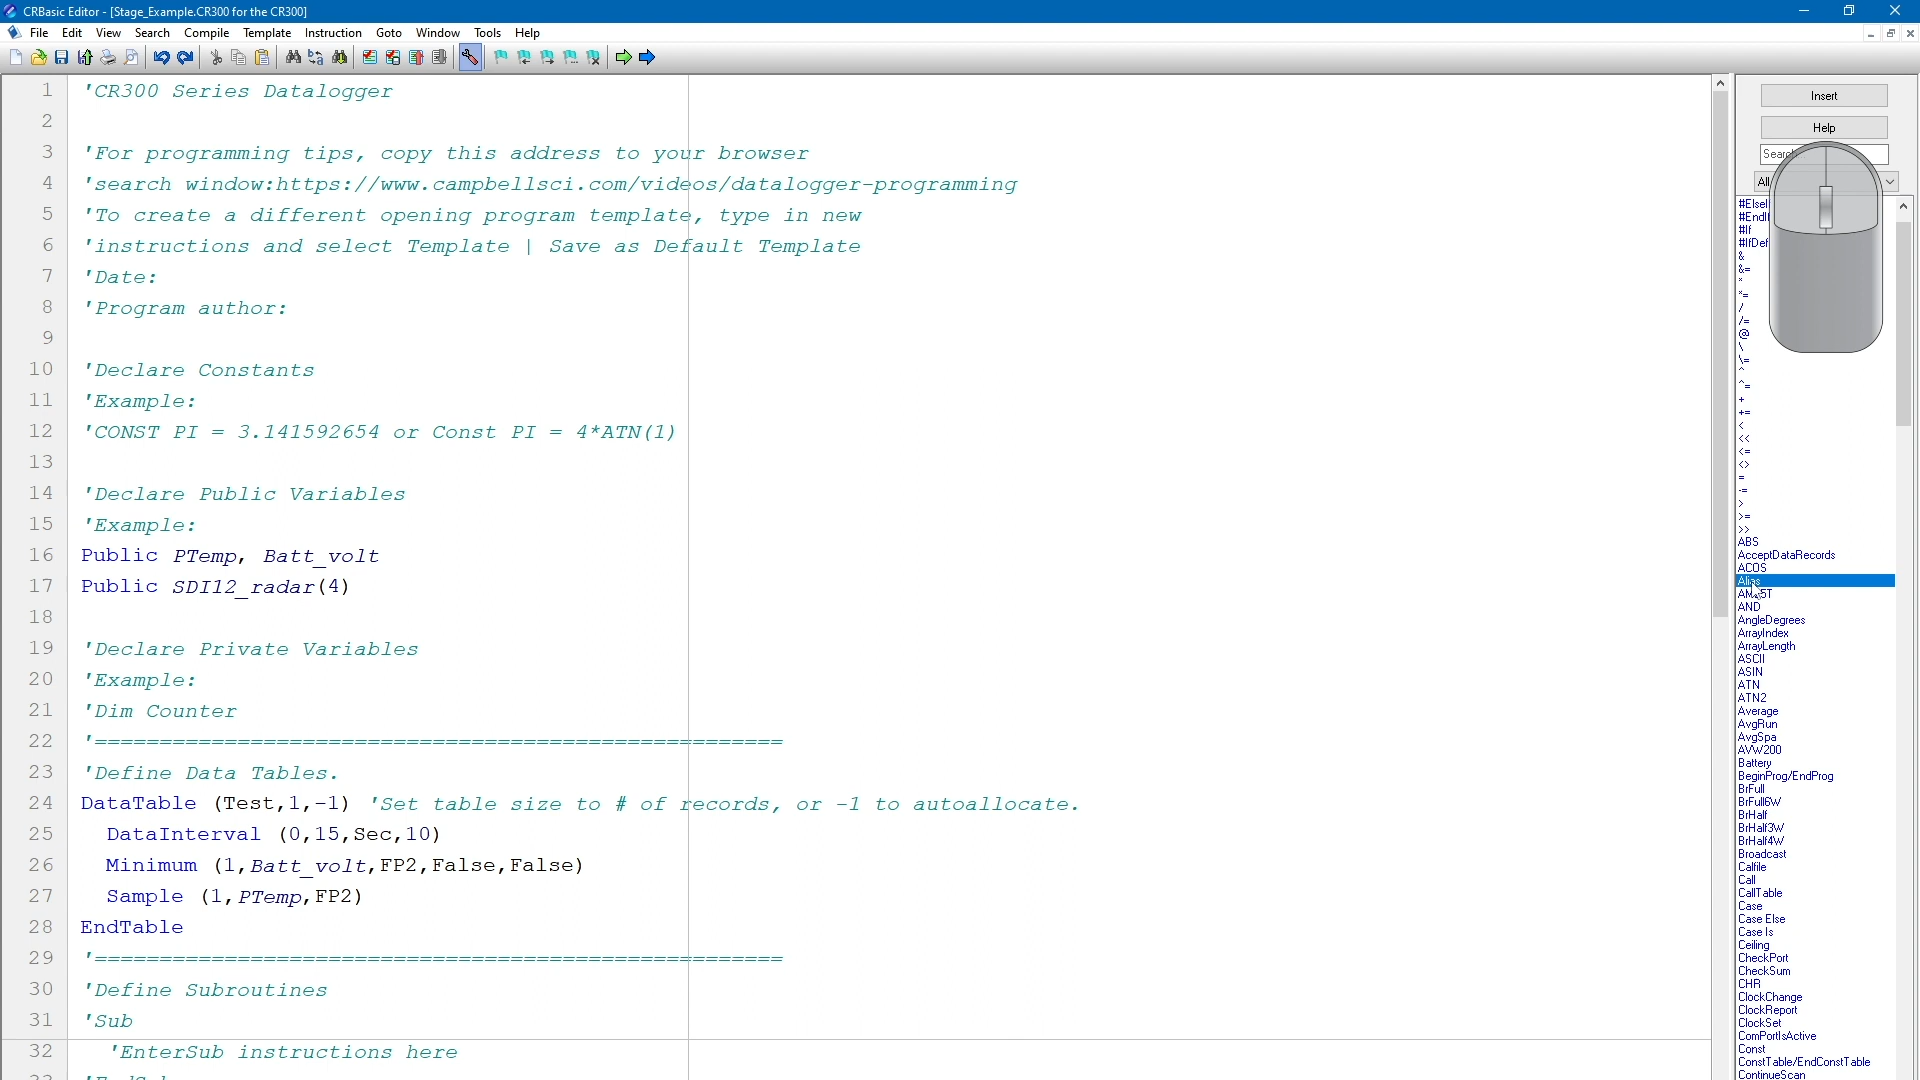 CRBasic Editor - [Stage_Example.CR300 for the CR300]
File Edit View Search Compile Template Instruction Goto Window Tools Help
1 'CR300 Series Datalogger
2
3 'For programming tips, copy this address to your browser
4 'search window:https://www.campbellsci.com/videos/datalogger-programming
5 'To create a different opening program template, type in new
6 'instructions and select Template | Save as Default Template
7 'Date:
8 'Program author:
9
10 'Declare Constants
11 'Example:
12 'CONST PI = 3.141592654 or Const PI = 4*ATN(1)
13
14 'Declare Public Variables
15 'Example:
16 Public PTemp, Batt_volt
17 Public SDI12_radar(4)
18
19 'Declare Private Variables
20 'Example:
21 'Dim Counter
22 '=====================================================
23 'Define Data Tables.
24 DataTable (Test,1,-1) 'Set table size to # of records, or -1 to autoallocate.
25 DataInterval (0,15,Sec,10)
26 Minimum (1,Batt_volt,FP2,False,False)
27 Sample (1,PTemp,FP2)
28 EndTable
29 '=====================================================
30 'Define Subroutines
31 'Sub
32 'EnterSub instructions here
Insert
Help
Search
All
#If
&
&=
*
*=
/
/=
@
\
\=
^
^=
+
+=
<
<<
<=
<>
=
-=
>
>=
>>
ABS
AcceptDataRecords
ACOS
Alias
AND
AngleDegrees
ArrayIndex
ArrayLength
ASCII
ASIN
ATN
ATN2
Average
AvgRun
AvgSpa
AVW200
Battery
BeginProg/EndProg
BrFull
BrFull6W
BrHalf
BrHalf3W
BrHalf4W
Broadcast
Calfile
Call
CallTable
Case
Case Else
Case Is
Ceiling
CheckPort
CheckSum
CHR
ClockChange
ClockReport
ClockSet
ComPortIsActive
Const
ConstTable/EndConstTable
ContinueScan